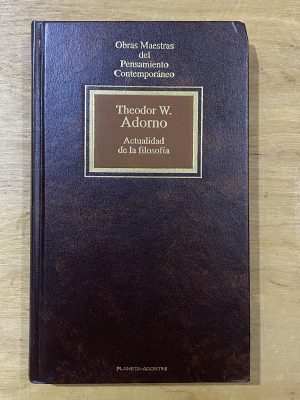 Obras Maestras
del
Pensamiento
Contemporáneo
Theodor W.
Adorno
Actualidad
de la filosofía
PLANETA-AGOSTINI